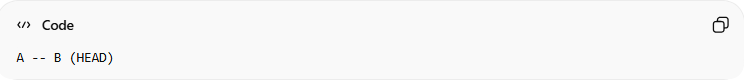 Code
A -- B (HEAD)